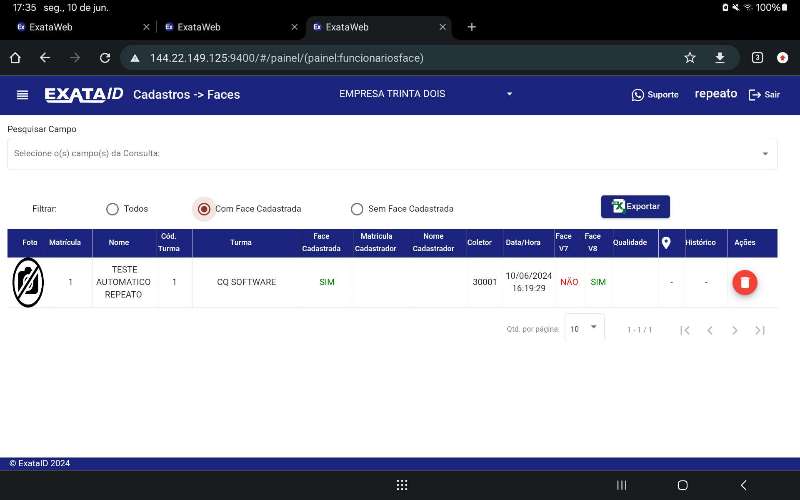 17:35 seg., 10 de jun. 100%
ExataWeb ExataWeb ExataWeb
144.22.149.125:9400/#/painel/(painel:funcionariosface) 3
EXATAID Cadastros -> Faces EMPRESA TRINTA DOIS Suporte repeato Sair
Pesquisar Campo
Selecione o(s) campo(s) da Consulta:
Filtrar: Todos Com Face Cadastrada Sem Face Cadastrada Exportar
Foto Matrícula Nome Cód. Turma Turma Face Cadastrada Matricula Cadastrador Nome Cadastrador Coletor Data/Hora Face V7 Face V8 Qualidade Histórico Ações
1 TESTE AUTOMATICO REPEATO 1 CQ SOFTWARE SIM 30001 10/06/2024 16:19:29 NÃO SIM - -
Qtd. por página: 10 1 - 1 / 1
© ExataID 2024